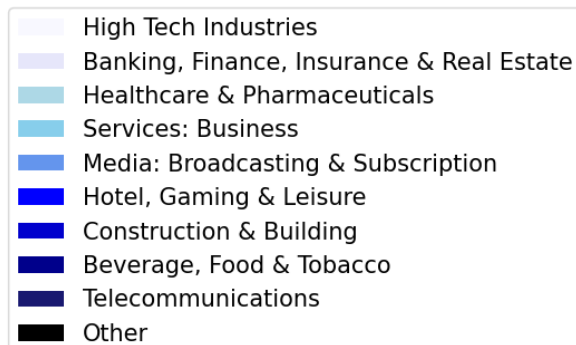 High Tech Industries
Banking, Finance, Insurance & Real Estate
Healthcare & Pharmaceuticals
Services: Business
Media: Broadcasting & Subscription
Hotel, Gaming & Leisure
Construction & Building
Beverage, Food & Tobacco
Telecommunications
Other